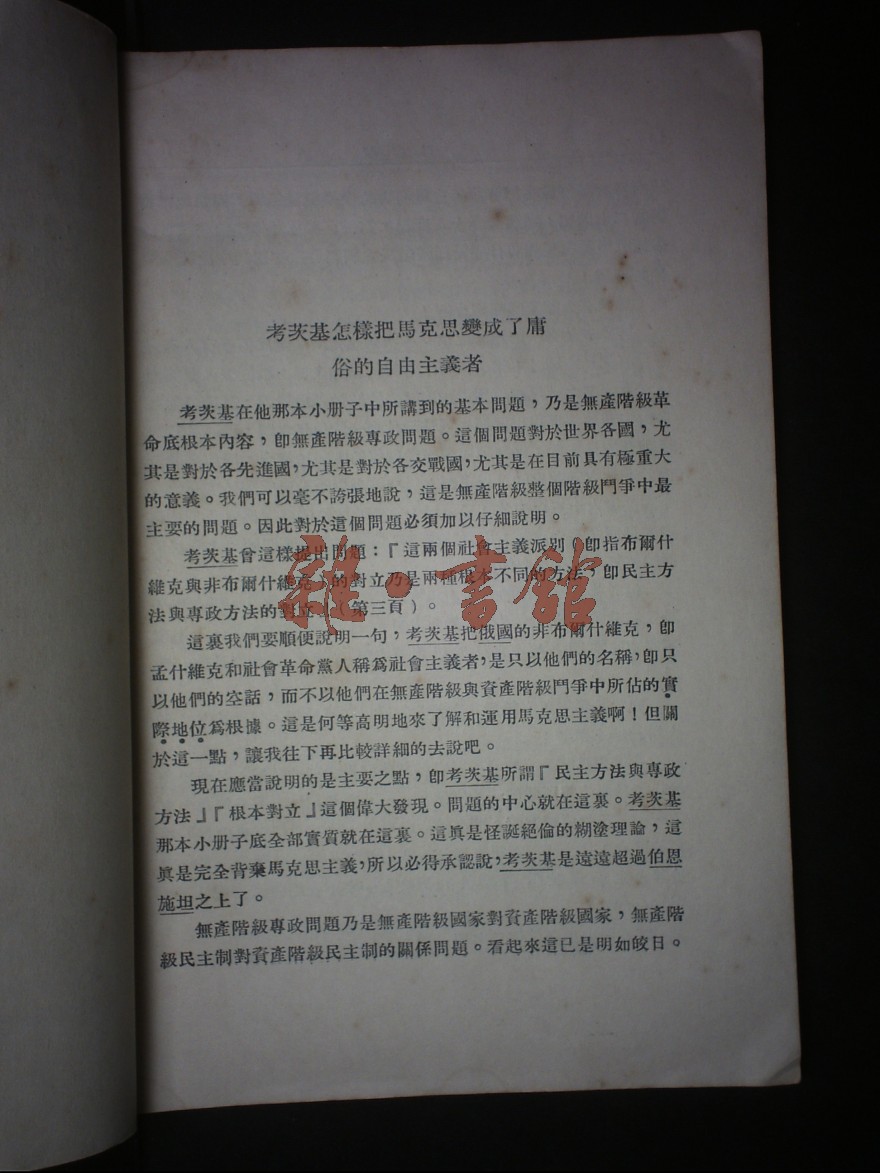 考茨基怎樣把馬克思變成了庸
俗的自由主義者
考茨基在他那本小册子中所講到的基本問題，乃是無產階級革
命底根本內容，卽無產階級專政問題。這個問題對於世界各國，尤
其是對於各先進國，尤其是對於各交戰國，尤其是在目前具有極重大
的意義。我們可以毫不誇張地說，這是無產階級整個階級鬥爭中最
主要的問題。因此對於這個問題必須加以仔細說明。
考茨基曾這樣提出問題：『這兩個社會主義派別（卽指布爾什
維克與非布爾什維克）的對立乃是兩種根本不同的方法，卽民主方
法與專政方法的對立』（第三頁）。
這裏我們要順便說明一句，考茨基把俄國的非布爾什維克，卽
孟什維克和社會革命黨人稱爲社會主義者，是只以他們的名稱，卽只
以他們的空話，而不以他們在無產階級與資產階級鬥爭中所佔的實
際地位爲根據。這是何等高明地來了解和運用馬克思主義啊！但關
於這一點，讓我往下再比較詳細的去說吧。
現在應當說明的是主要之點，卽考茨基所謂『民主方法與專政
方法』『根本對立』這個偉大發現。問題的中心就在這裏。考茨基
那本小册子底全部實質就在這裏。這眞是怪誕絕倫的糊塗理論，這
眞是完全背棄馬克思主義，所以必得承認說，考茨基是遠遠超過伯恩
施坦之上了。
無產階級專政問題乃是無產階級國家對資產階級國家，無產階
級民主制對資產階級民主制的關係問題。看起來這已是明如皎日。
雜·書館